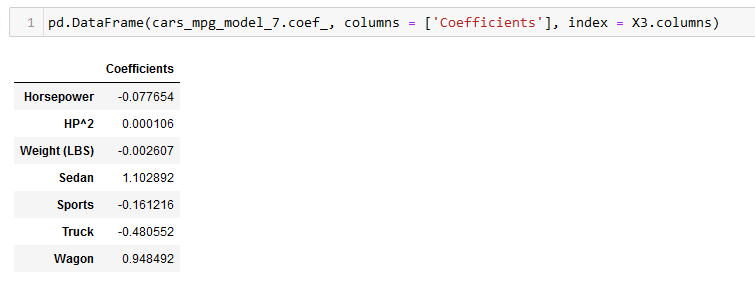 1 pd.DataFrame(cars_mpg_model_7.coef_, columns = ['Coefficients'], index = X3.columns)
Coefficients
Horsepower -0.077654
HP^2 0.000106
Weight (LBS) -0.002607
Sedan 1.102892
Sports -0.161216
Truck -0.480552
Wagon 0.948492